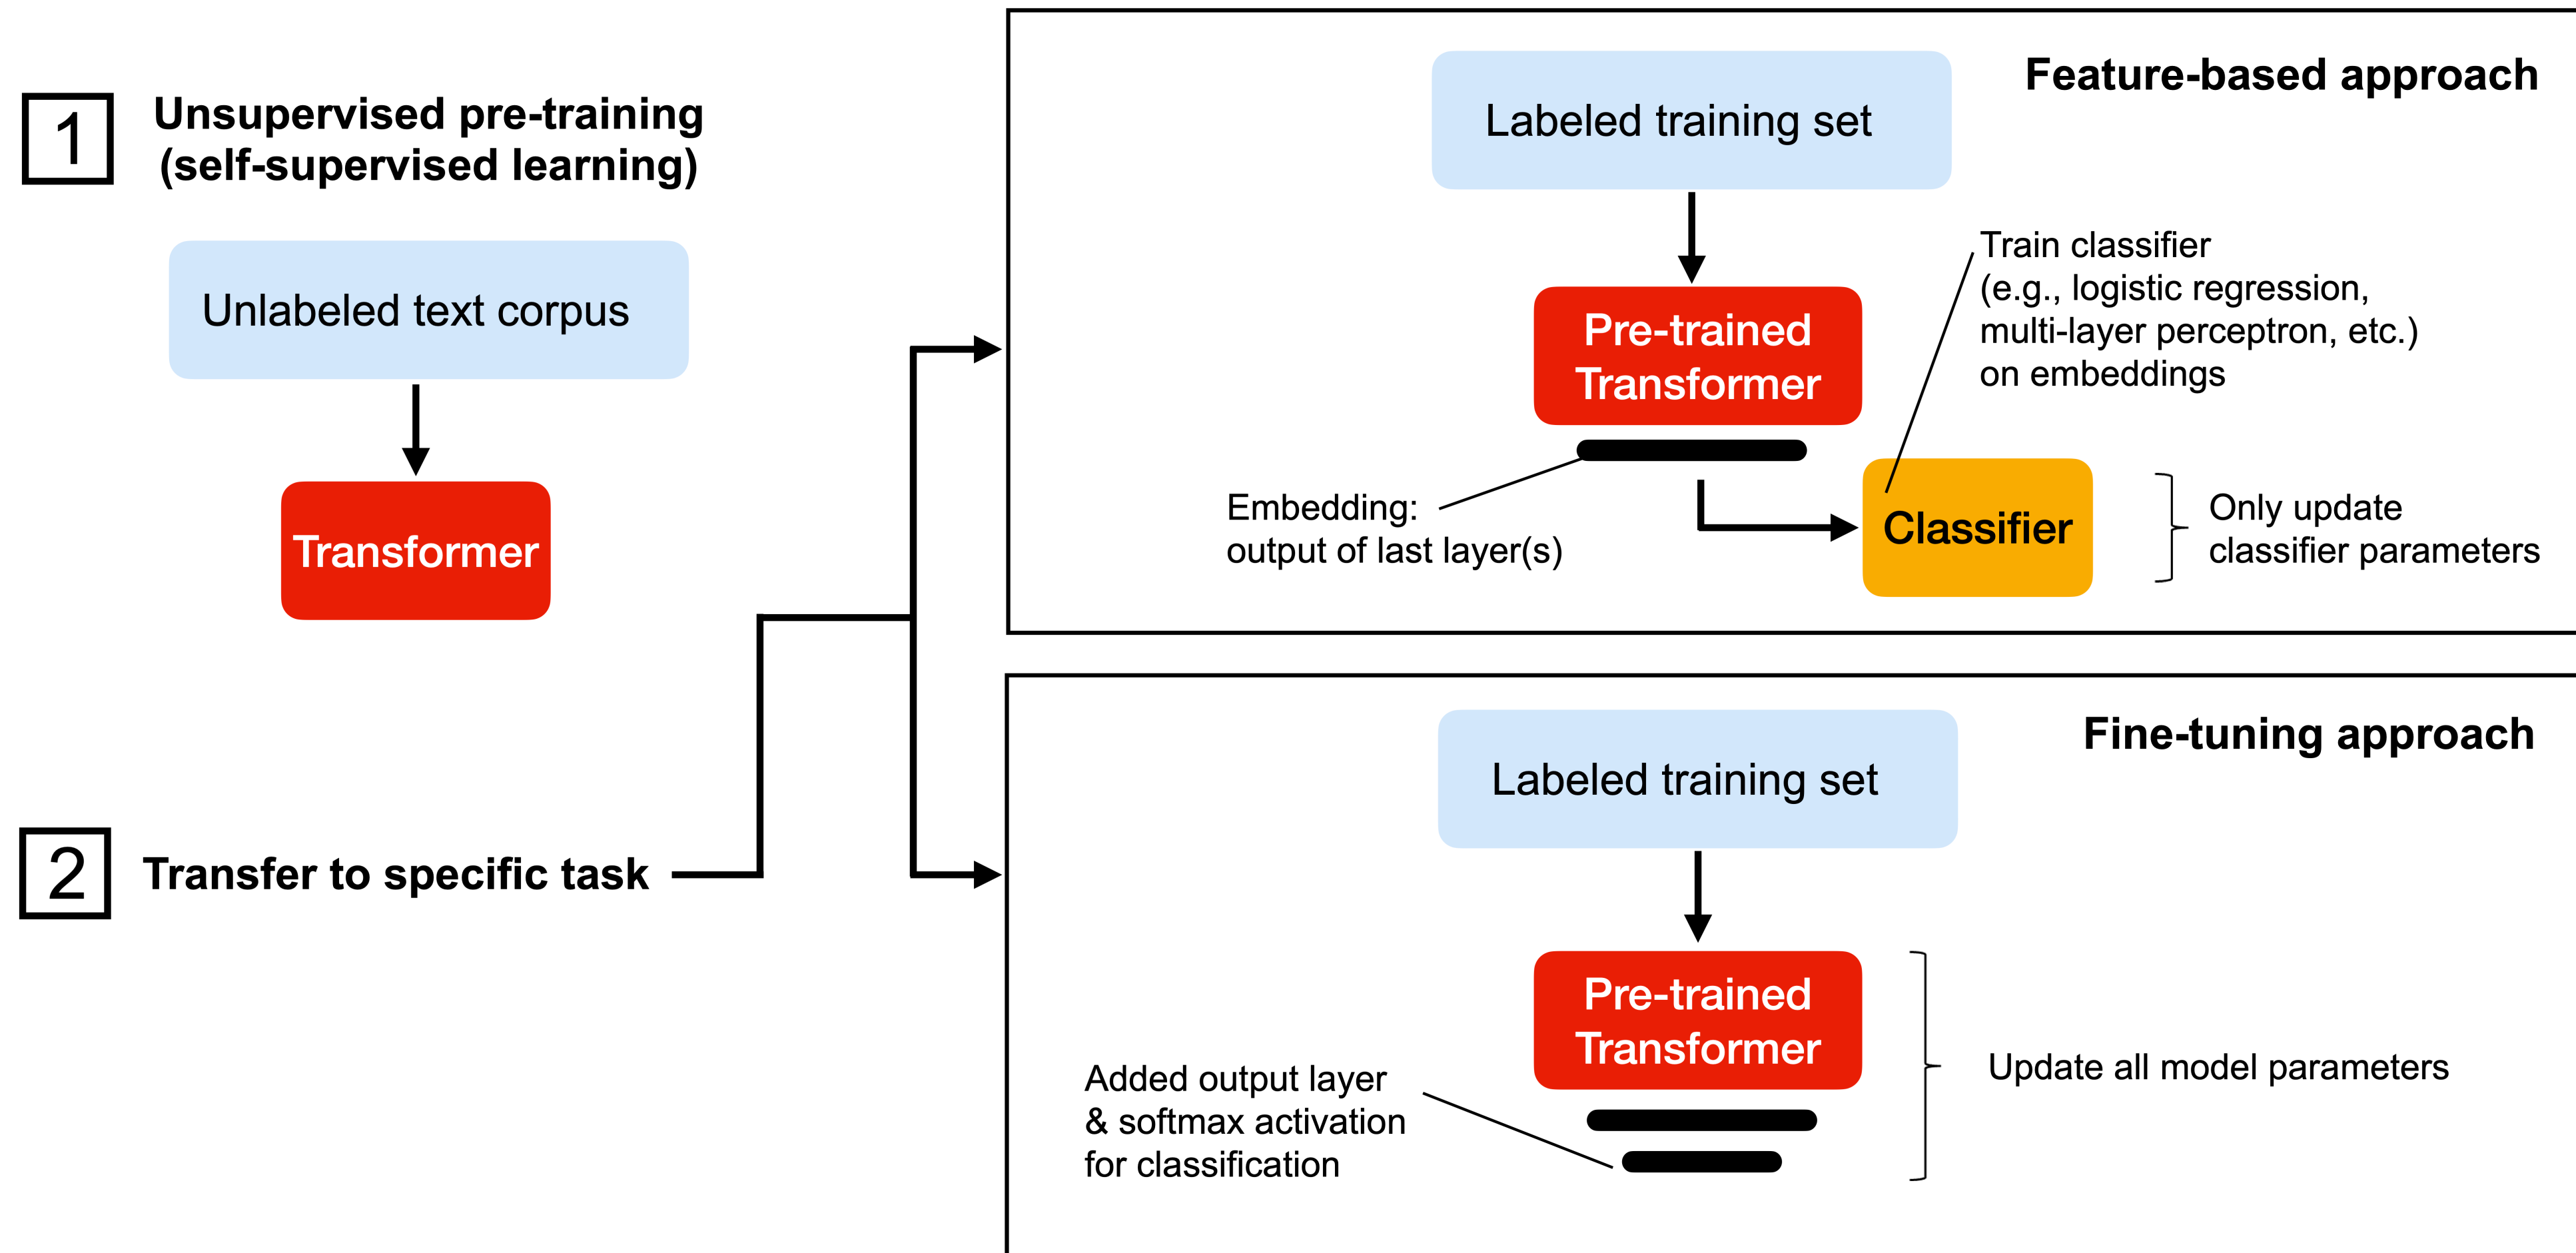 1
Unsupervised pre-training
(self-supervised learning)
Unlabeled text corpus
Transformer
2
Transfer to specific task
Feature-based approach
Labeled training set
Pre-trained
Transformer
Train classifier
(e.g., logistic regression,
multi-layer perceptron, etc.)
on embeddings
Embedding:
output of last layer(s)
Classifier
Only update
classifier parameters
Fine-tuning approach
Labeled training set
Pre-trained
Transformer
Added output layer
& softmax activation
for classification
Update all model parameters